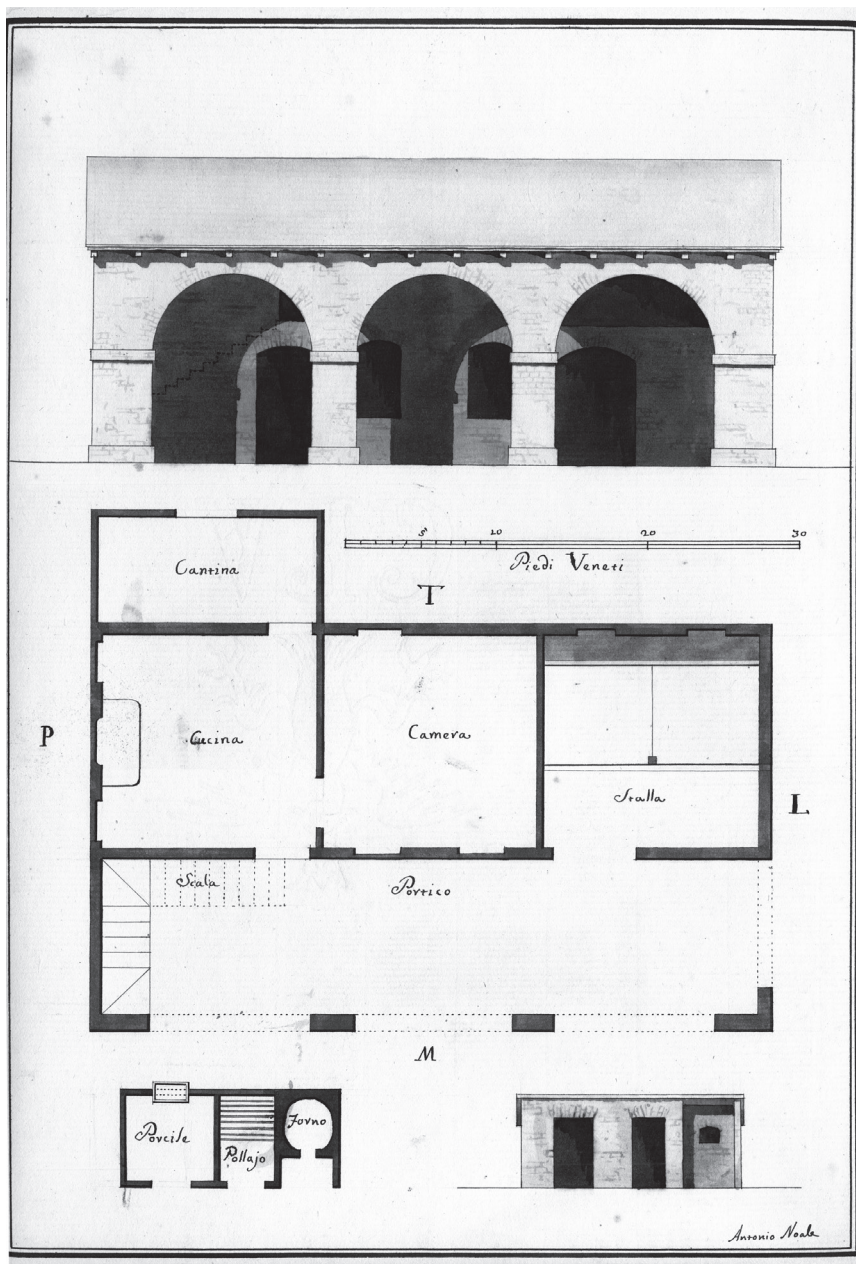 Cantina
5 10 20 30
Piedi Veneti
T
P
Cucina
Camera
Stalla
L
Scala
Portico
M
Porcile
Pollajo
Forno
Antonio Noale